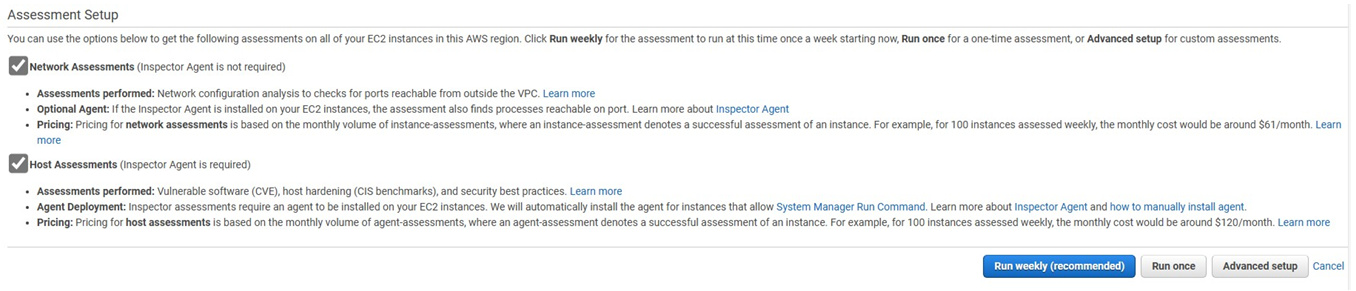 Assessment Setup
You can use the options below to get the following assessments on all of your EC2 instances in this AWS region. Click Run weekly for the assessment to run at this time once a week starting now, Run once for a one-time assessment, or Advanced setup for custom assessments.
Network Assessments (Inspector Agent is not required)
• Assessments performed: Network configuration analysis to checks for ports reachable from outside the VPC. Learn more
• Optional Agent: If the Inspector Agent is installed on your EC2 instances, the assessment also finds processes reachable on port. Learn more about Inspector Agent
• Pricing: Pricing for network assessments is based on the monthly volume of instance-assessments, where an instance-assessment denotes a successful assessment of an instance. For example, for 100 instances assessed weekly, the monthly cost would be around $61/month. Learn
more
Host Assessments (Inspector Agent is required)
• Assessments performed: Vulnerable software (CVE), host hardening (CIS benchmarks), and security best practices. Learn more
• Agent Deployment: Inspector assessments require an agent to be installed on your EC2 instances. We will automatically install the agent for instances that allow System Manager Run Command. Learn more about Inspector Agent and how to manually install agent.
• Pricing: Pricing for host assessments is based on the monthly volume of agent-assessments, where an agent-assessment denotes a successful assessment of an instance. For example, for 100 instances assessed weekly, the monthly cost would be around $120/month. Learn more
Run weekly (recommended) Run once Advanced setup Cancel